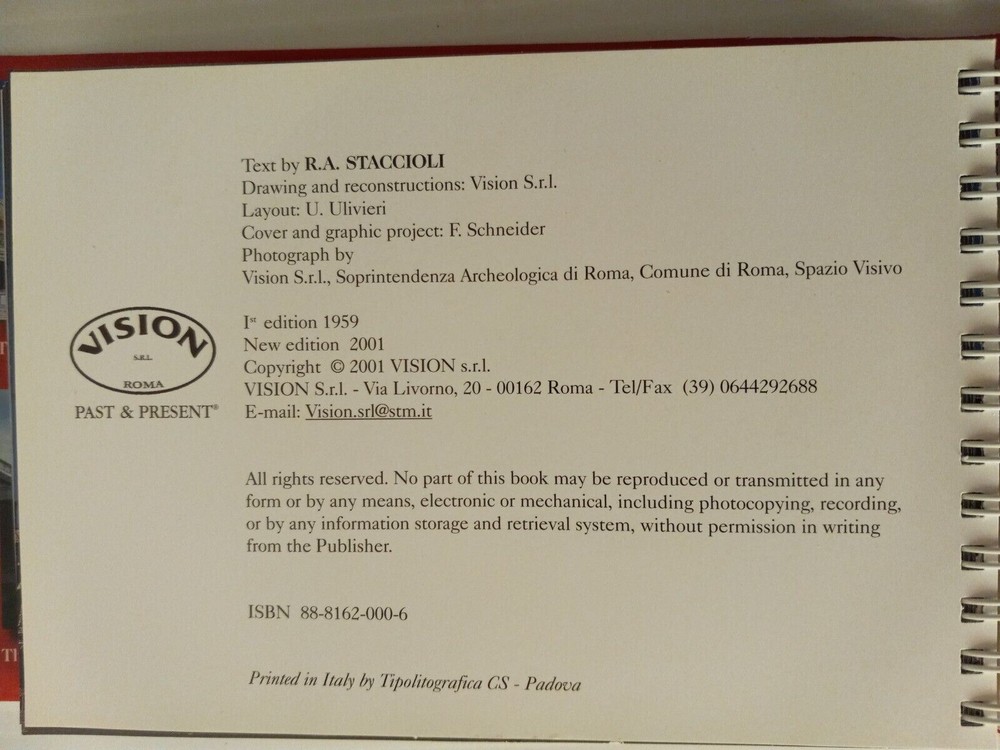 Text by R.A. STACCIOLI
Drawing and reconstructions: Vision S.r.l.
Layout: U. Ulivieri
Cover and graphic project: F. Schneider
Photograph by
Vision S.r.l., Soprintendenza Archeologica di Roma, Comune di Roma, Spazio Visivo
VISION
S.R.L.
ROMA
PAST & PRESENT®
Ist edition 1959
New edition 2001
Copyright © 2001 VISION s.r.l.
VISION S.r.l. - Via Livorno, 20 - 00162 Roma - Tel/Fax (39) 0644292688
E-mail: Vision.srl@stm.it
All rights reserved. No part of this book may be reproduced or transmitted in any
form or by any means, electronic or mechanical, including photocopying, recording,
or by any information storage and retrieval system, without permission in writing
from the Publisher.
ISBN 88-8162-000-6
Printed in Italy by Tipolitografica CS - Padova